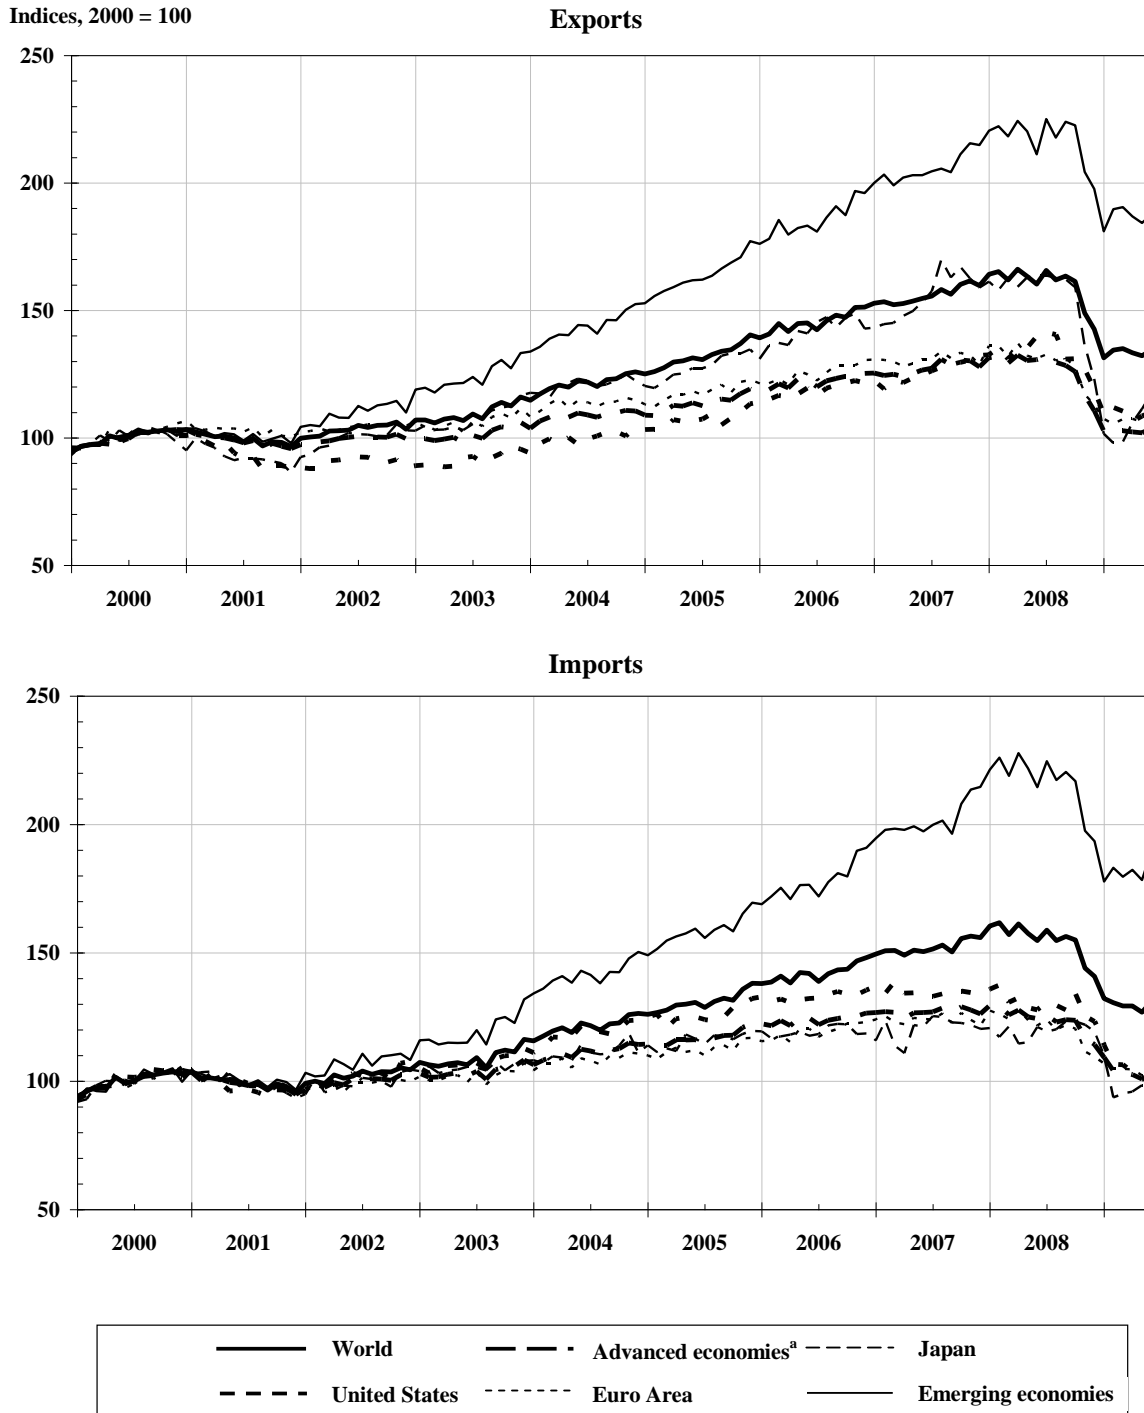 Indices, 2000 = 100
Exports
250
200
150
100
50
2000 2001 2002 2003 2004 2005 2006 2007 2008
Imports
250
200
150
100
50
2000 2001 2002 2003 2004 2005 2006 2007 2008
World Advanced economiesᵃ Japan
United States Euro Area Emerging economies